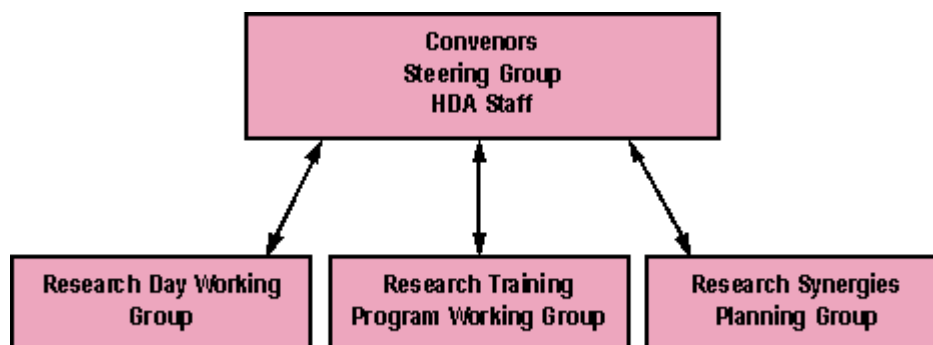 Convenors
Steering Group
HDA Staff
Research Day Working
Group
Research Training
Program Working Group
Research Synergies
Planning Group